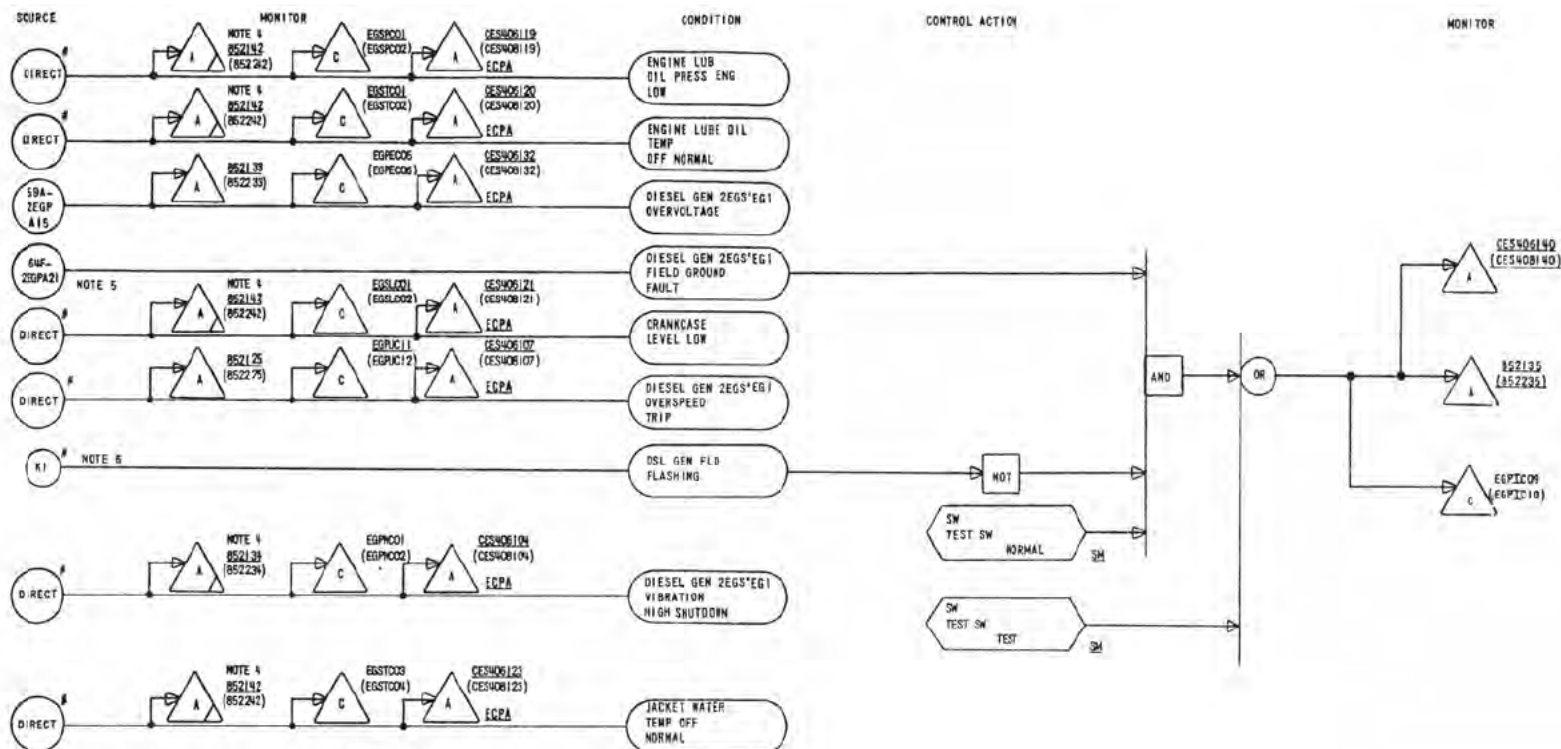 SOURCE MONITOR CONDITION CONTROL ACTION MONITOR
DIRECT #
A
NOTE 4
852142
(852242)
C
EGSPC01
(EGSPC02)
A
CES406119
(CES408119)
ECPA
ENGINE LUB
OIL PRESS ENG
LOW
DIRECT #
A
NOTE 4
852142
(852242)
C
EGSTC01
(EGSTC02)
A
CES406120
(CES408120)
ECPA
ENGINE LUBE OIL
TEMP
OFF NORMAL
59A-
2EGP
A15
A
852133
(852233)
C
EGPEC05
(EGPEC06)
A
CES406132
(CES408132)
ECPA
DIESEL GEN 2EGS*EG1
OVERVOLTAGE
64F-
2EGPA21
NOTE 5
DIESEL GEN 2EGS*EG1
FIELD GROUND
FAULT
DIRECT #
A
NOTE 4
852143
(852242)
C
EGSLC01
(EGSLC02)
A
CES406121
(CES408121)
ECPA
CRANKCASE
LEVEL LOW
DIRECT #
A
852125
(852275)
C
EGPUC11
(EGPUC12)
A
CES406107
(CES408107)
ECPA
DIESEL GEN 2EGS*EG1
OVERSPEED
TRIP
K1 #
NOTE 6
DSL GEN FLD
FLASHING
NOT
AND
OR
SW
TEST SW
NORMAL
SM
SW
TEST SW
TEST
SM
A
CES406140
(CES408140)
A
852135
(852235)
C
EGPTC09
(EGPTC10)
DIRECT #
A
NOTE 4
852134
(852234)
C
EGPNC01
(EGPNC02)
A
CES406104
(CES408104)
ECPA
DIESEL GEN 2EGS*EG1
VIBRATION
HIGH SHUTDOWN
DIRECT #
A
NOTE 4
852142
(852242)
C
EGSTC03
(EGSTC04)
A
CES406123
(CES408123)
ECPA
JACKET WATER
TEMP OFF
NORMAL